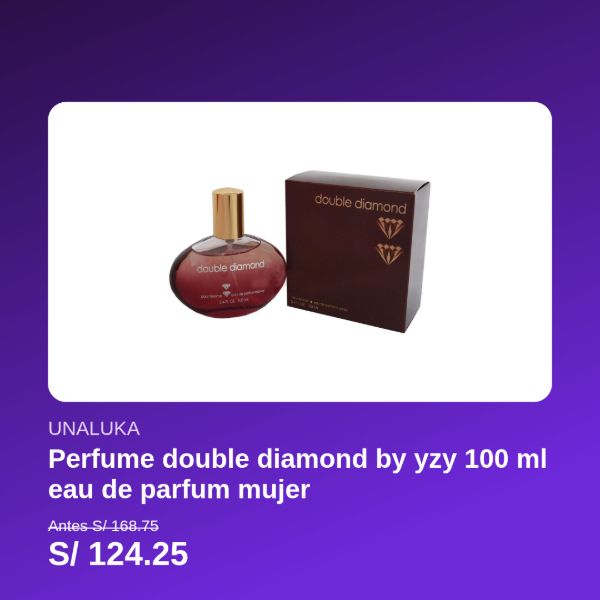 double diamond
double diamond
UNALUKA
Perfume double diamond by yzy 100 ml
eau de parfum mujer
Antes S/ 168.75
S/ 124.25